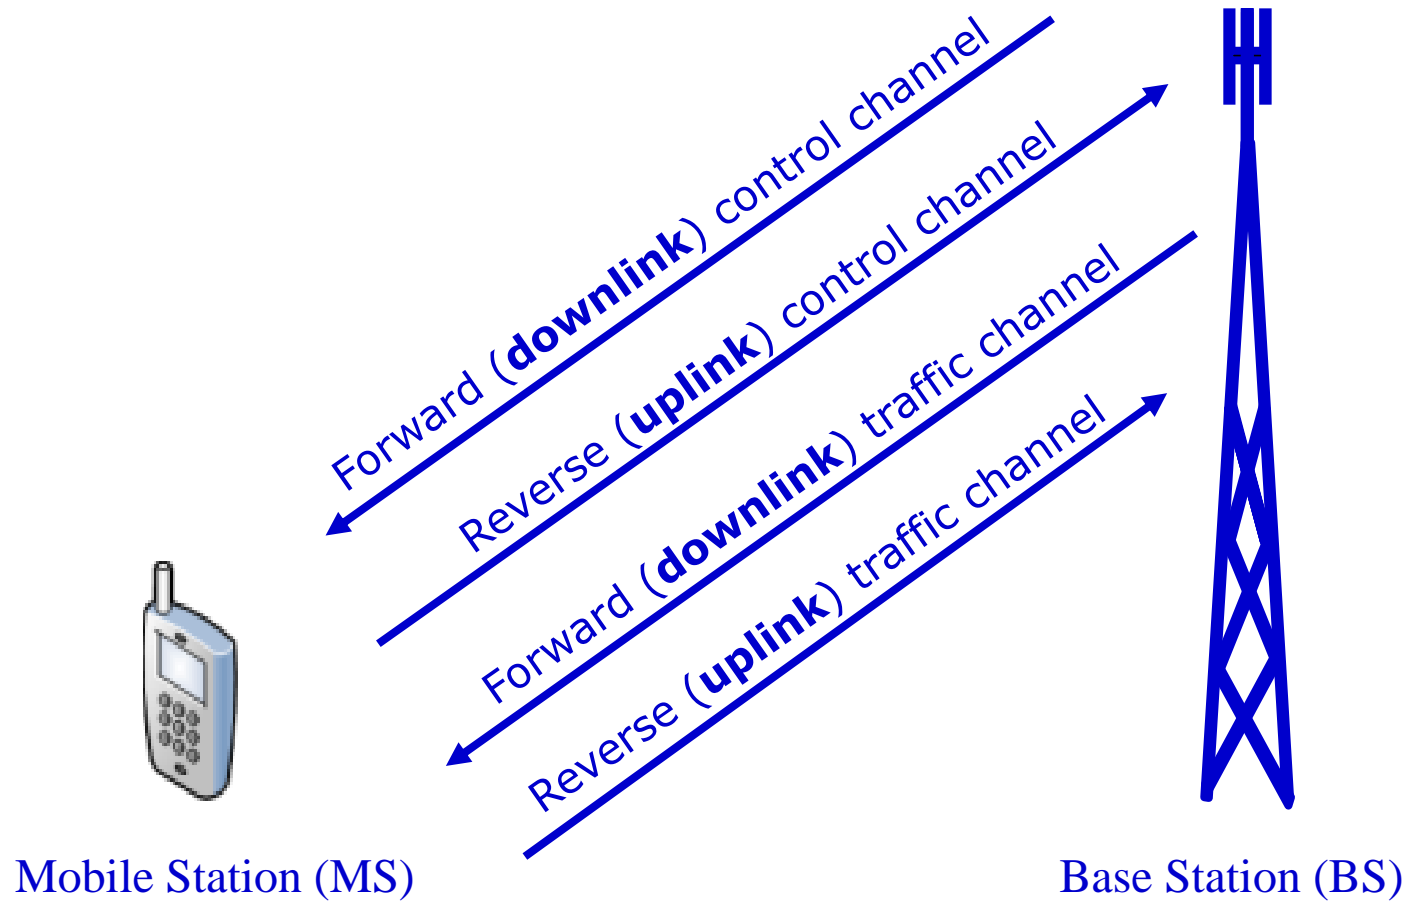 Forward (downlink) control channel
Reverse (uplink) control channel
Forward (downlink) traffic channel
Reverse (uplink) traffic channel
Mobile Station (MS)
Base Station (BS)